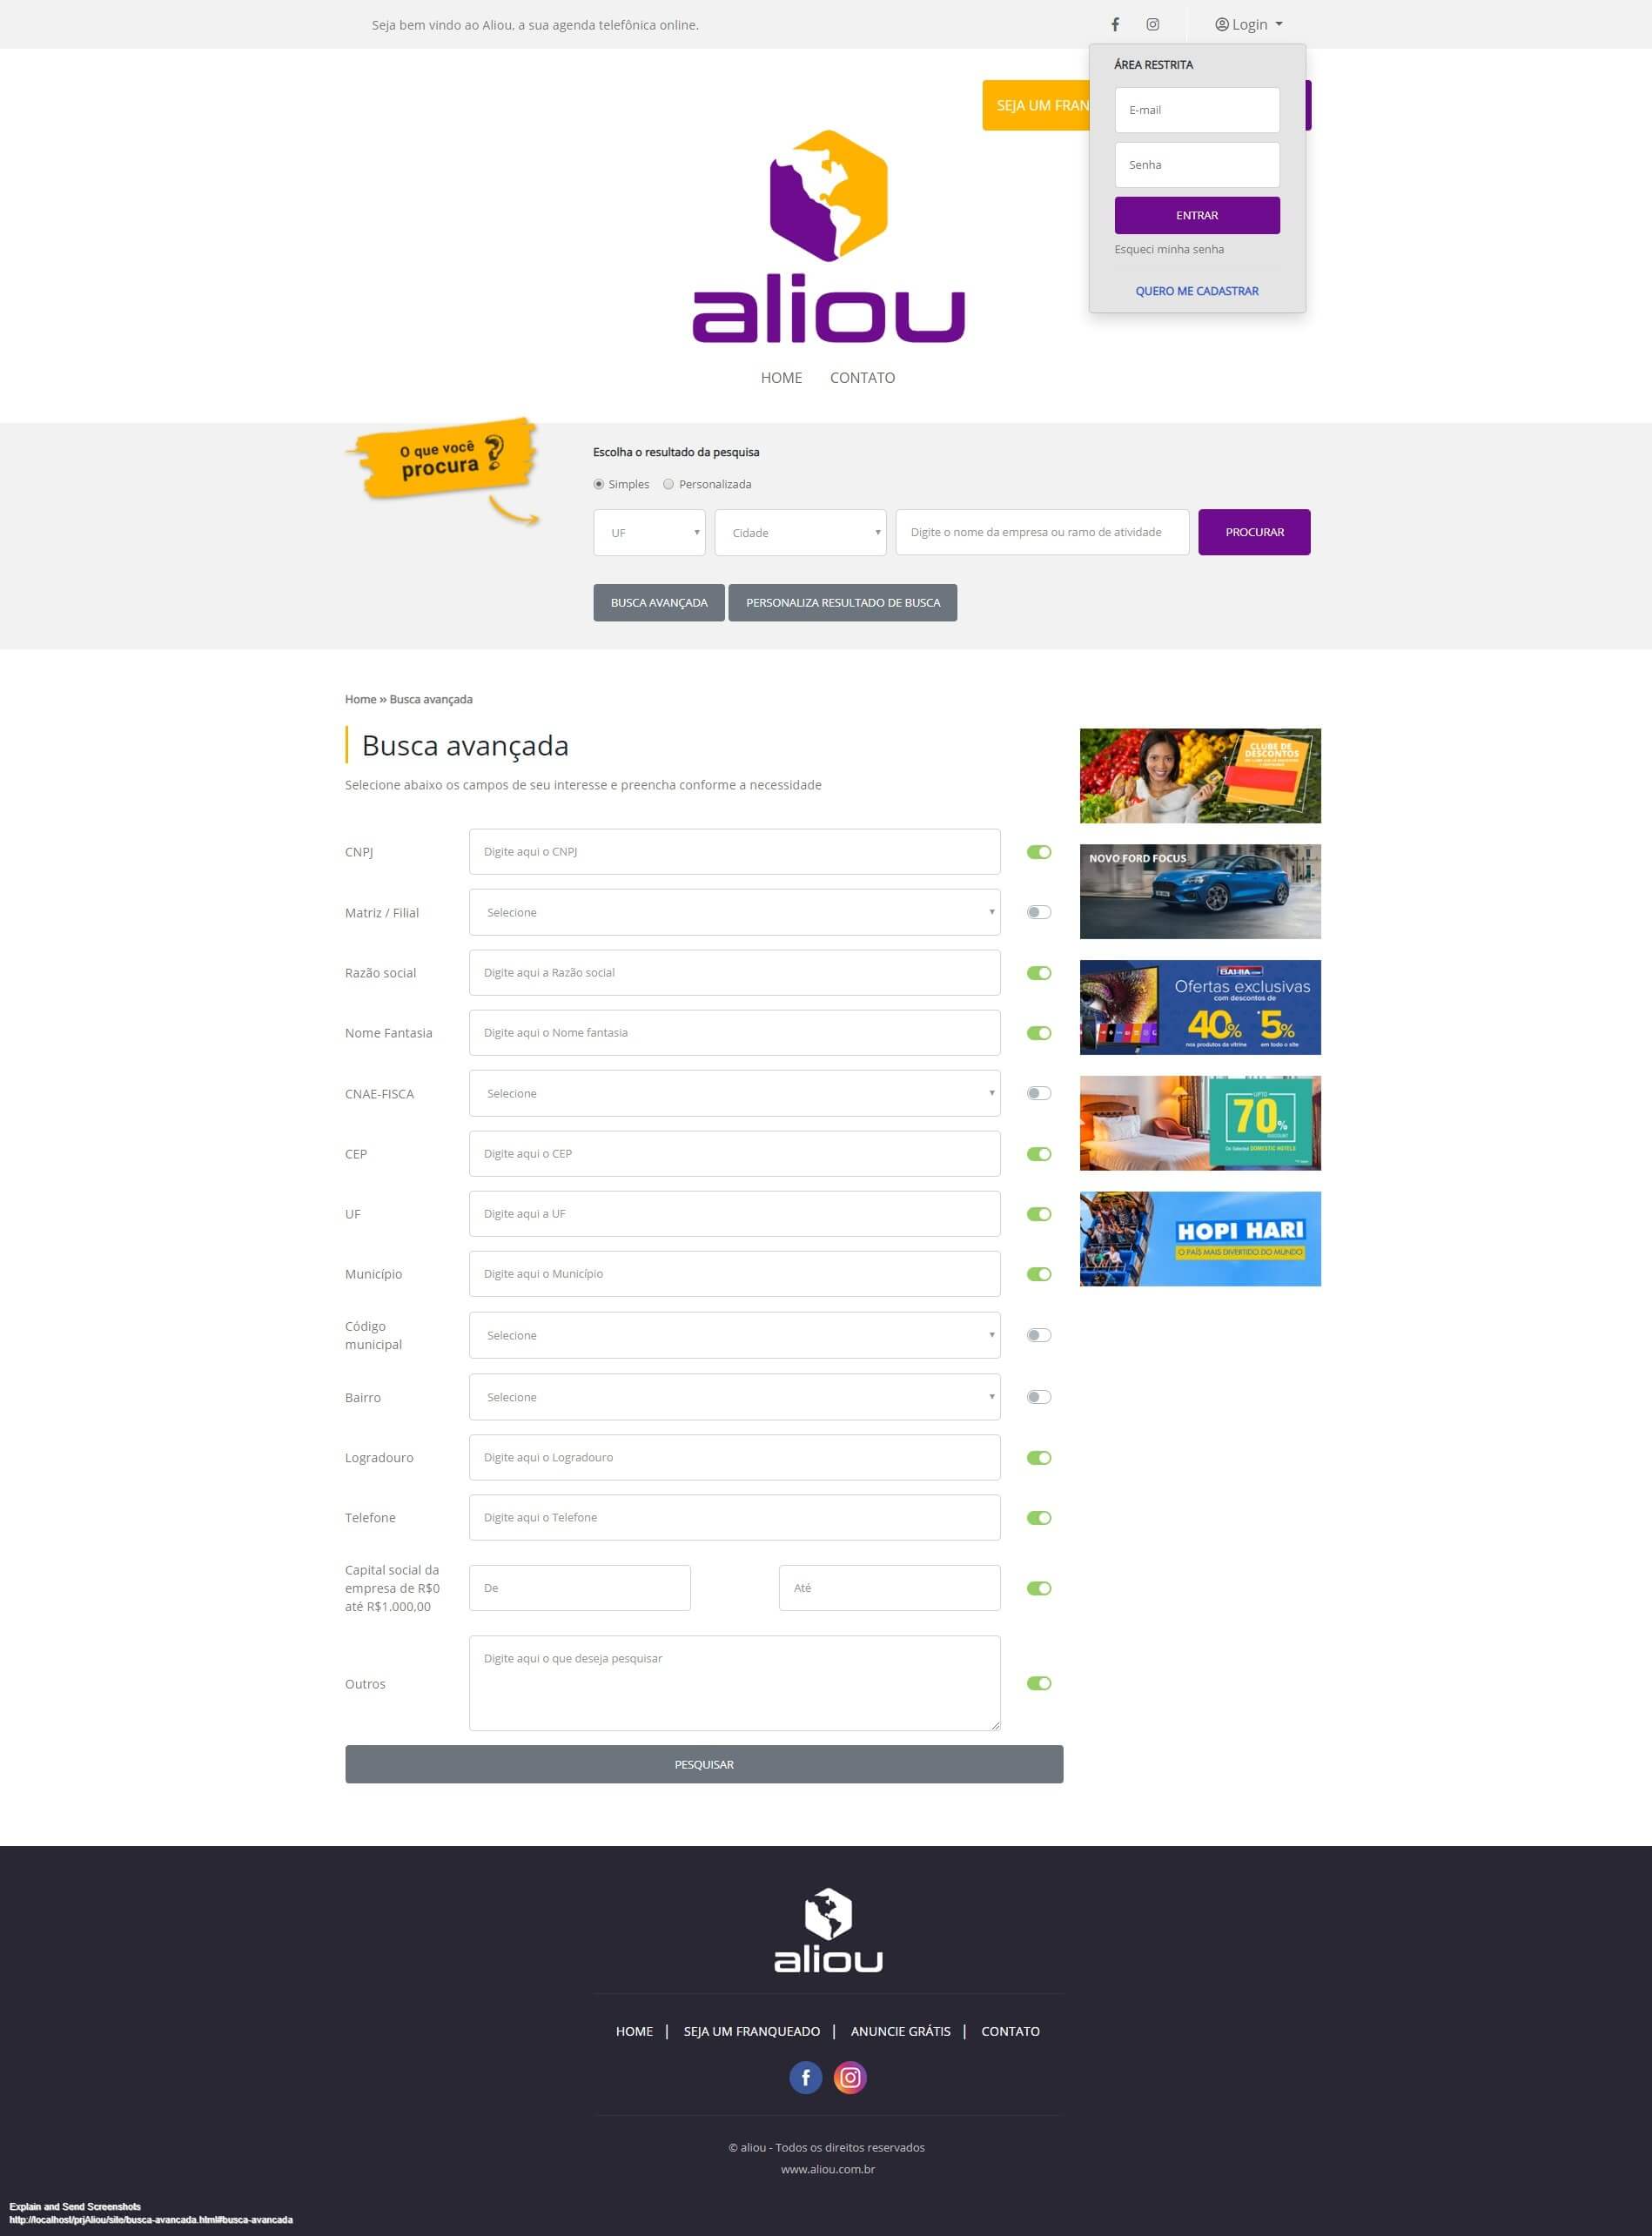 Seja bem vindo ao Aliou, a sua agenda telefônica online.
Login
ÁREA RESTRITA
E-mail
Senha
ENTRAR
Esqueci minha senha
QUERO ME CADASTRAR
SEJA UM FRAN
aliou
HOME CONTATO
O que você
procura ?
Escolha o resultado da pesquisa
Simples Personalizada
UF Cidade Digite o nome da empresa ou ramo de atividade PROCURAR
BUSCA AVANÇADA PERSONALIZA RESULTADO DE BUSCA
Home » Busca avançada
Busca avançada
Selecione abaixo os campos de seu interesse e preencha conforme a necessidade
CNPJ Digite aqui o CNPJ
Matriz / Filial Selecione
Razão social Digite aqui a Razão social
Nome Fantasia Digite aqui o Nome fantasia
CNAE-FISCA Selecione
CEP Digite aqui o CEP
UF Digite aqui a UF
Município Digite aqui o Município
Código
municipal
Selecione
Bairro Selecione
Logradouro Digite aqui o Logradouro
Telefone Digite aqui o Telefone
Capital social da
empresa de R$0
até R$1.000,00
De Até
Outros Digite aqui o que deseja pesquisar
PESQUISAR
CLUBE DE
DESCONTOS
NOVO FORD FOCUS
Ofertas exclusivas
com descontos de
40% +5%
nos produtos da vitrine em todo o site
UPTO
70%
DISCOUNT
On Selected DOMESTIC HOTELS
HOPI HARI
O PAÍS MAIS DIVERTIDO DO MUNDO
aliou
HOME | SEJA UM FRANQUEADO | ANUNCIE GRÁTIS | CONTATO
© aliou - Todos os direitos reservados
www.aliou.com.br
Explain and Send Screenshots
http://localhost/prjAliou/site/busca-avancada.html#busca-avancada